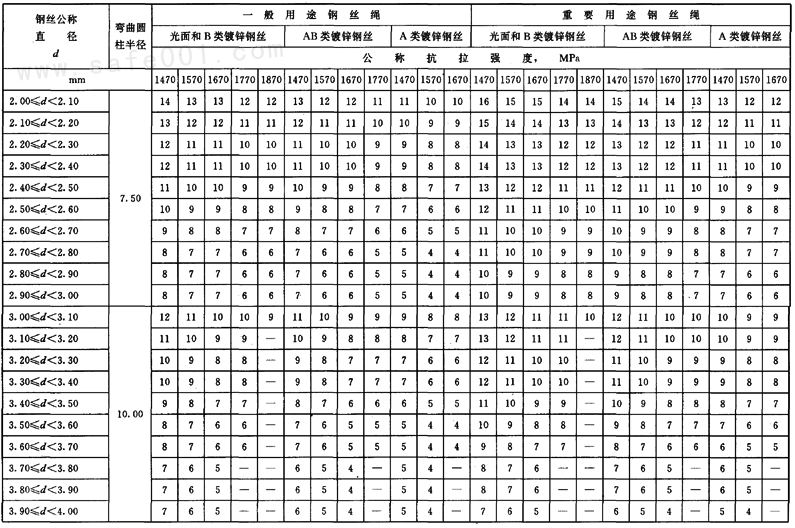 钢丝公称 弯曲圆 一般用途钢丝绳 重要用途钢丝绳
直径 柱半径 光面和B类镀锌钢丝 AB类镀锌钢丝 A类镀锌钢丝 光面和B类镀锌钢丝 AB类镀锌钢丝 A类镀锌钢丝
d 公称抗拉强度，MPa
mm 1470 1570 1670 1770 1870 1470 1570 1670 1770 1470 1570 1670 1470 1570 1670 1770 1870 1470 1570 1670 1770 1470 1570 1670
2.00≤d<2.10 14 13 13 12 12 13 12 12 11 11 10 10 16 15 15 14 14 15 14 14 13 13 12 12
2.10≤d<2.20 13 12 12 11 11 12 11 11 10 10 9 9 15 14 14 13 13 14 13 13 12 12 11 11
2.20≤d<2.30 12 11 11 10 10 11 10 10 9 9 8 8 14 13 13 12 12 13 12 12 11 11 10 10
2.30≤d<2.40 12 11 11 10 10 11 10 10 9 9 8 8 14 13 13 12 12 13 12 12 11 11 10 10
2.40≤d<2.50 11 10 10 9 9 10 9 9 8 8 7 7 13 12 12 11 11 12 11 11 10 10 9 9
7.50
2.50≤d<2.60 10 9 9 8 8 9 8 8 7 7 6 6 12 11 11 10 10 11 10 10 9 9 8 8
2.60≤d<2.70 9 8 8 7 7 8 7 7 6 6 5 5 11 10 10 9 9 10 9 9 8 8 7 7
2.70≤d<2.80 8 7 7 6 6 7 6 6 5 5 4 4 11 10 10 9 9 10 9 9 8 8 7 7
2.80≤d<2.90 8 7 7 6 6 7 6 6 5 5 4 4 10 9 9 8 8 9 8 8 7 7 6 6
2.90≤d<3.00 8 7 7 6 6 7 6 6 5 5 4 4 10 9 9 8 8 9 8 8 7 7 6 6
3.00≤d<3.10 12 11 10 10 9 11 10 9 9 9 8 8 13 12 11 11 10 12 11 10 10 10 9 9
3.10≤d<3.20 11 10 9 9 — 10 9 8 8 8 7 7 13 12 11 11 — 12 11 10 10 10 9 9
3.20≤d<3.30 10 9 8 8 — 9 8 7 7 7 6 6 12 11 10 10 — 11 10 9 9 9 8 8
3.30≤d<3.40 10 9 8 8 — 9 8 7 7 7 6 6 12 11 10 10 — 11 10 9 9 9 8 8
3.40≤d<3.50 9 8 7 7 — 8 7 6 6 6 5 5 11 10 9 9 — 10 9 8 8 8 7 7
10.00
3.50≤d<3.60 8 7 6 6 — 7 6 5 5 5 4 4 10 9 8 8 — 9 8 7 7 7 6 6
3.60≤d<3.70 8 7 6 6 — 7 6 5 5 5 4 4 9 8 7 7 — 8 7 6 6 6 5 5
3.70≤d<3.80 7 6 5 — — 6 5 4 — 5 4 — 8 7 6 — — 7 6 5 — 6 5 —
3.80≤d<3.90 7 6 5 — — 6 5 4 — 5 4 — 8 7 6 — — 7 6 5 — 6 5 —
3.90≤d<4.00 7 6 5 — — 6 5 4 — 5 4 — 7 6 5 — — 6 5 4 — 5 4 —
www.safe001.com